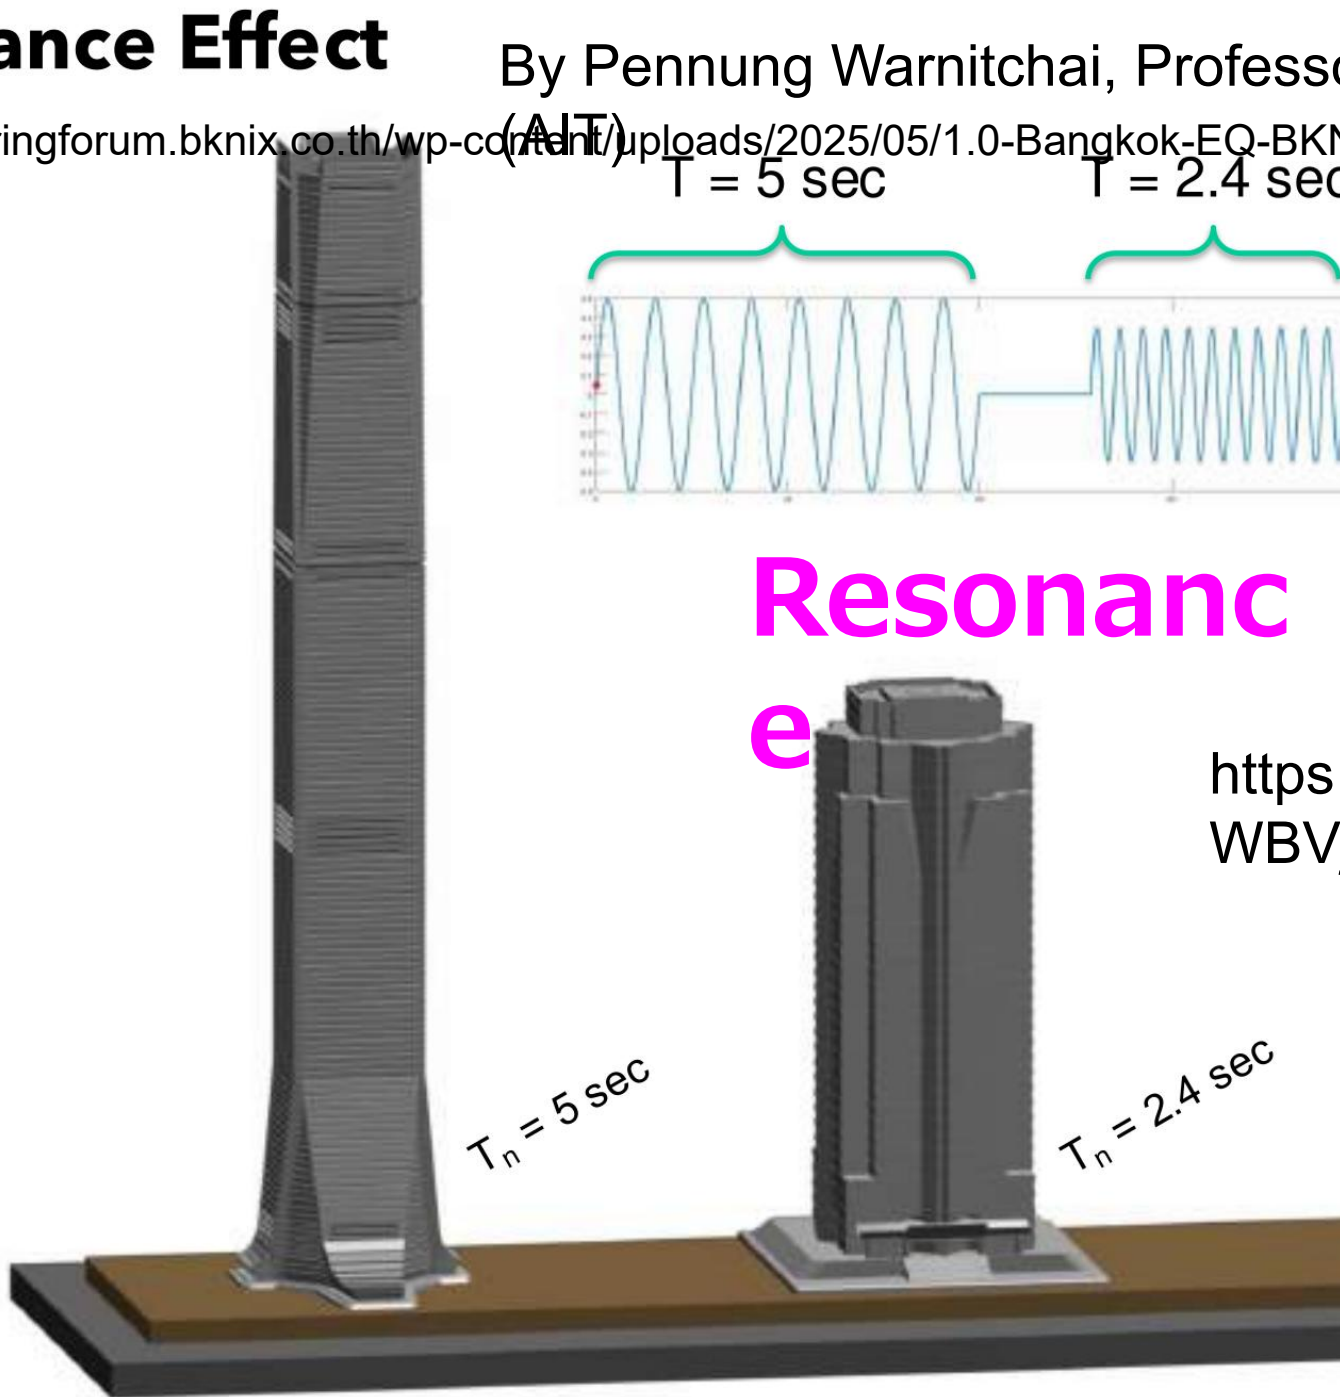 ance Effect
By Pennung Warnitchai, Professo
(AIT)
ringforum.bknix.co.th/wp-content/uploads/2025/05/1.0-Bangkok-EQ-BKN
T = 5 sec
T = 2.4 sec
Resonanc
e
https
WBV
Tn = 5 sec
Tn = 2.4 sec